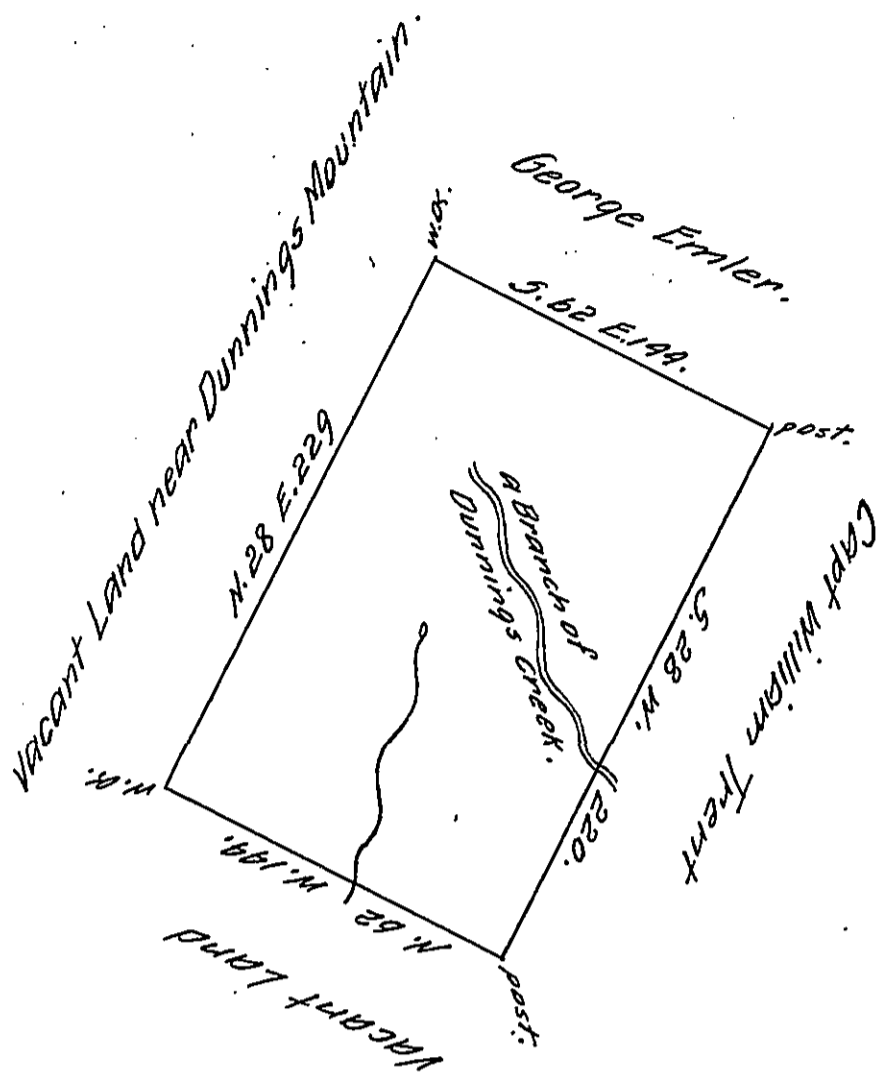 Vacant Land near Dunnings Mountain.
George Emler.
w.o.
S.62 E.144.
post.
N.28 E.229
a Branch of
Dunnings Creek.
S.28 W. 220.
Capt William Trent
W.O.
N.62 W.144.
post.
Vacant Land